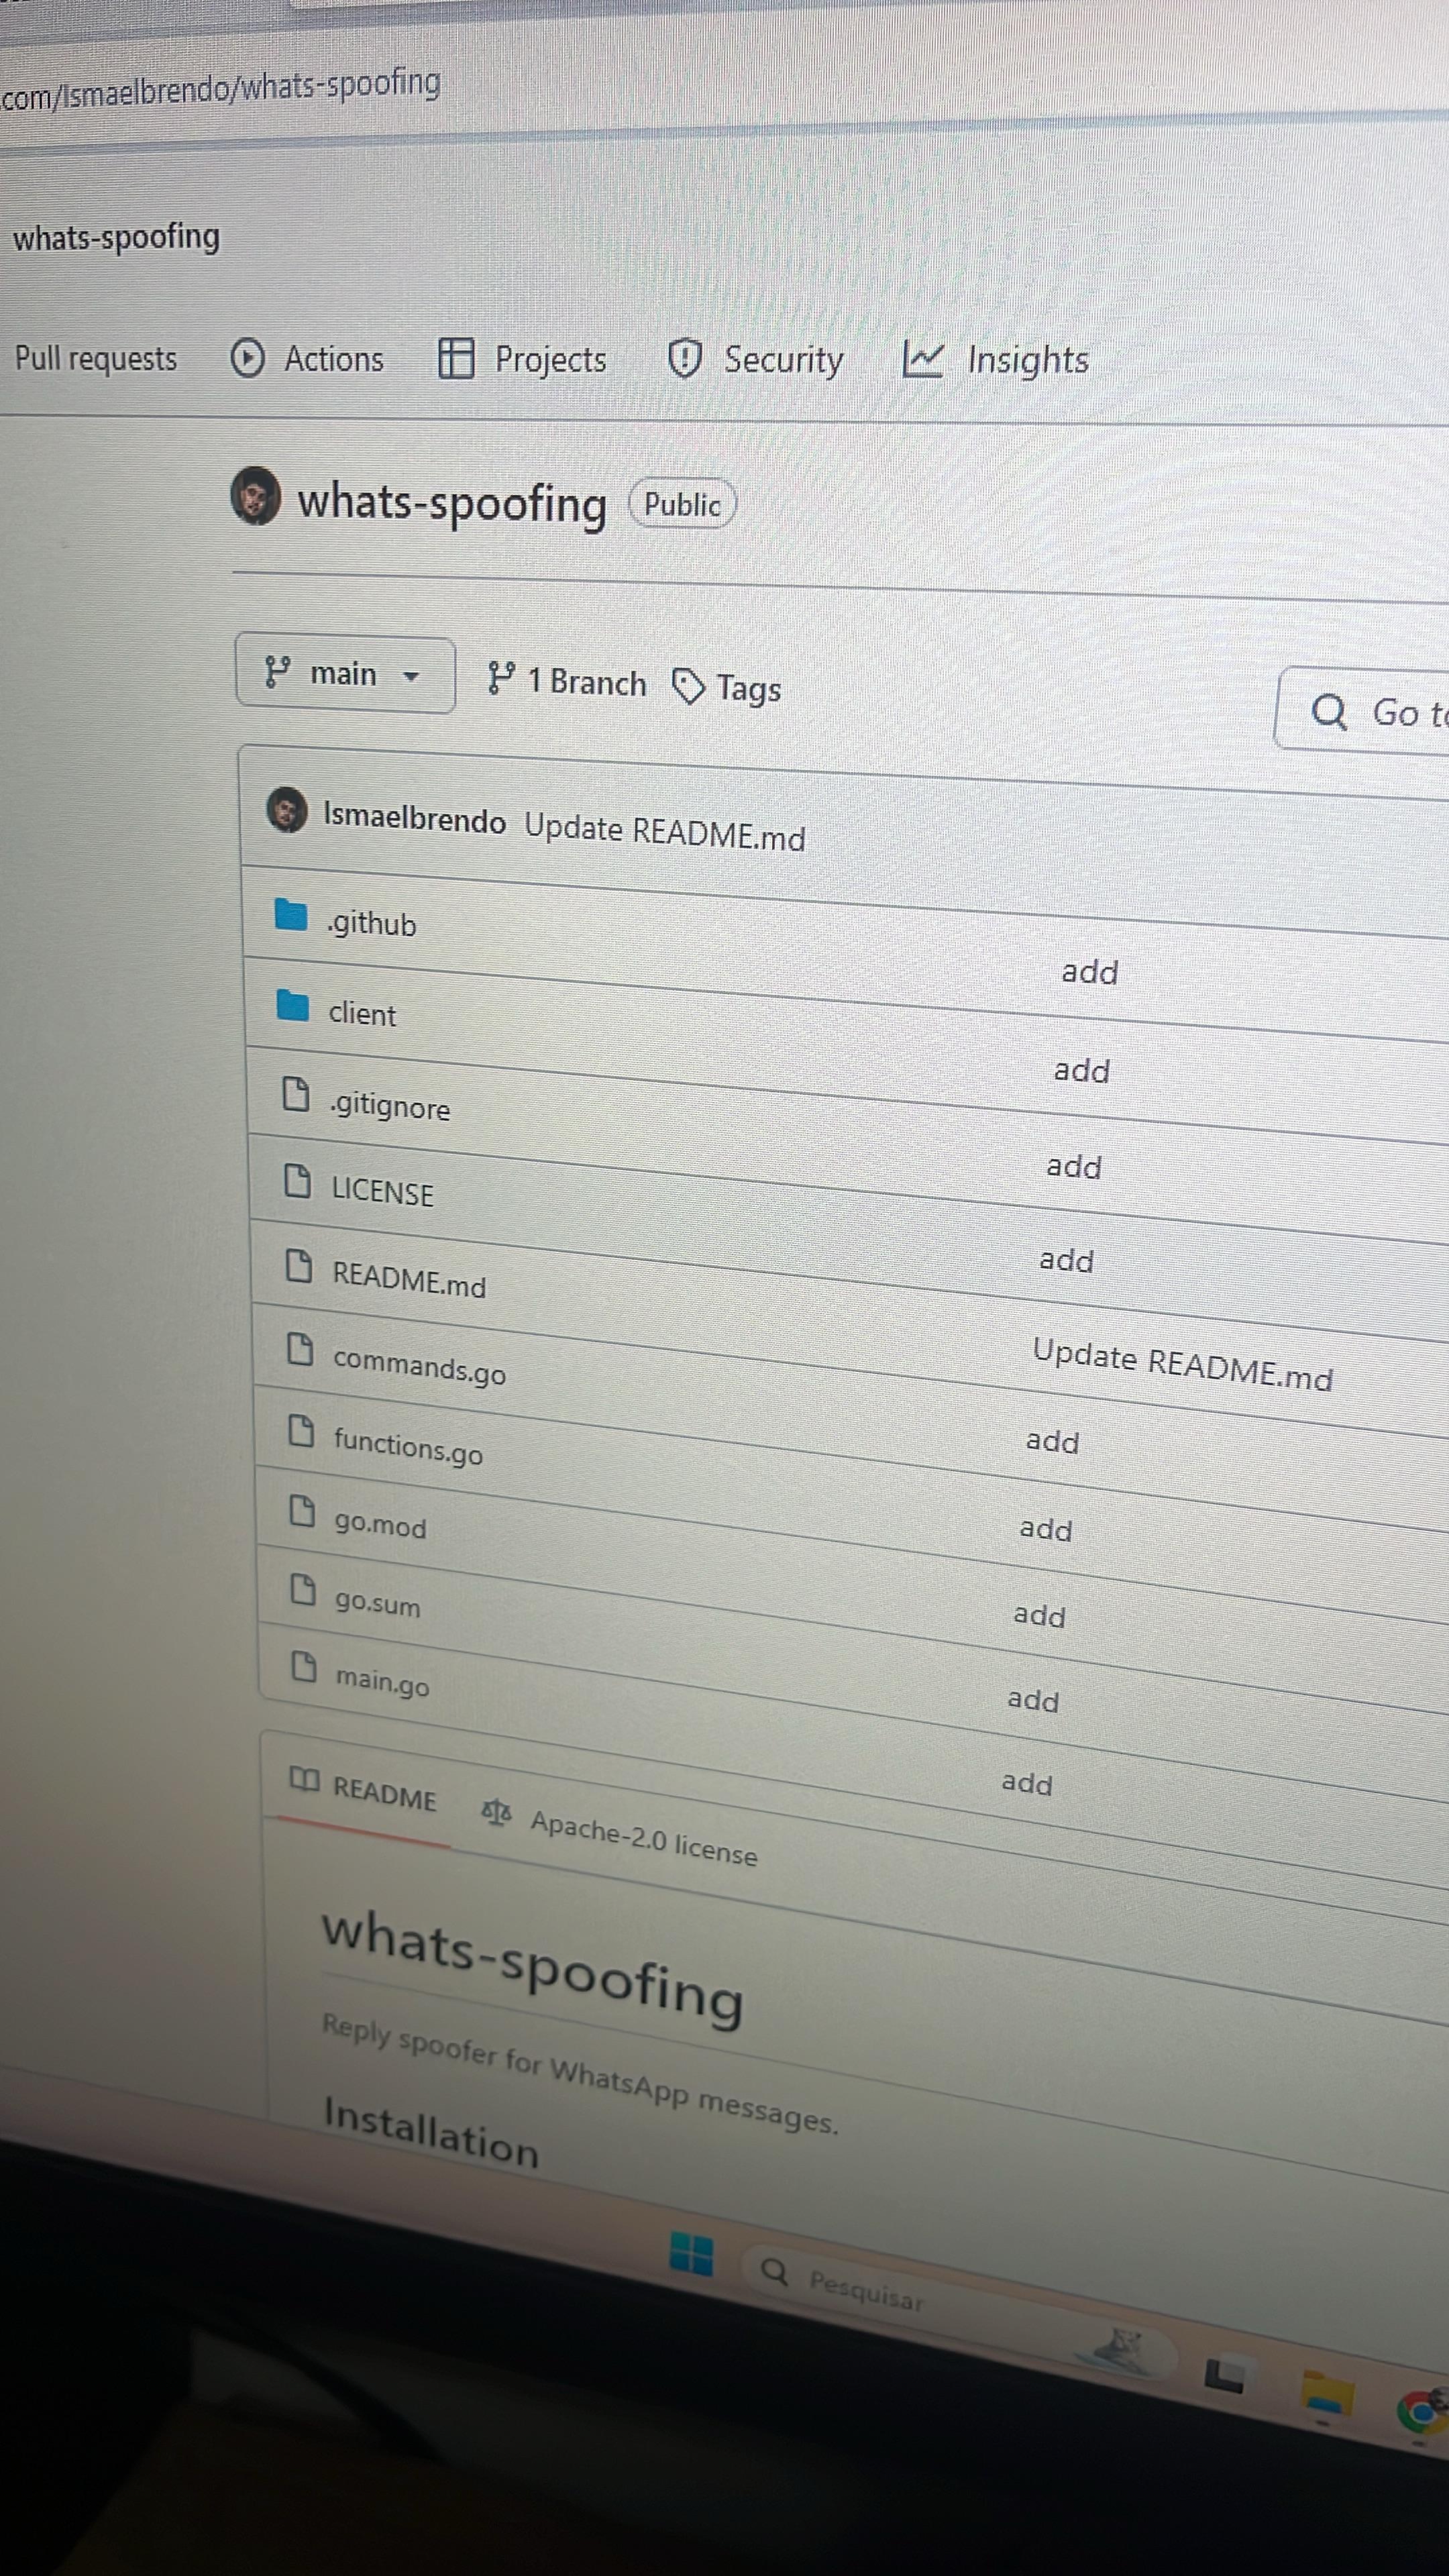 .com/Ismaelbrendo/whats-spoofing
whats-spoofing
Pull requests Actions Projects Security Insights
whats-spoofing Public
main 1 Branch Tags
Ismaelbrendo Update README.md
.github add
client add
.gitignore add
LICENSE add
README.md Update README.md
commands.go add
functions.go add
go.mod add
go.sum add
main.go add
README Apache-2.0 license
whats-spoofing
Reply spoofer for WhatsApp messages.
Installation
Pesquisar